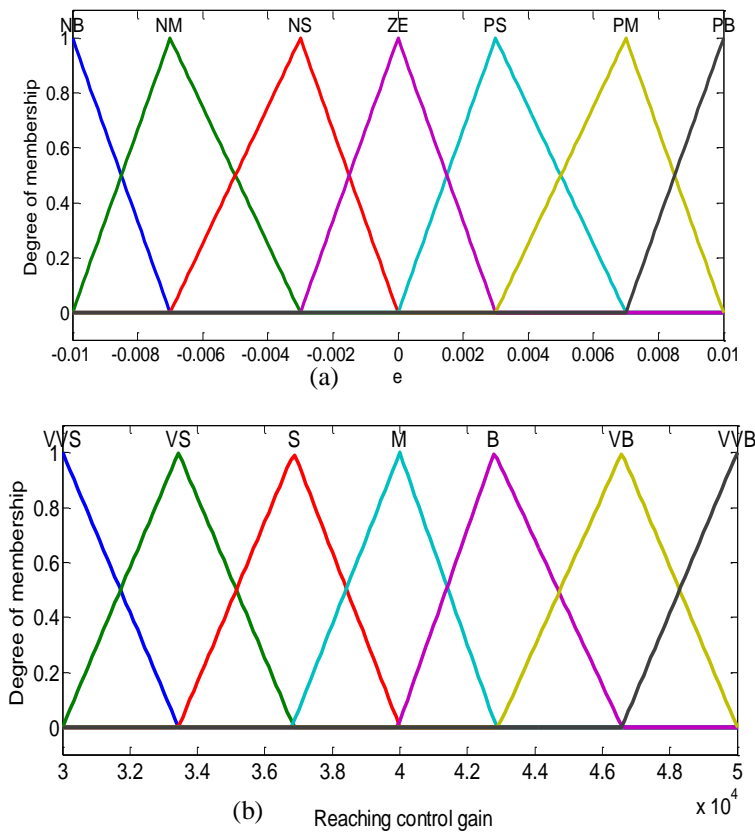 NB NM NS ZE PS PM PB
1
0.8
0.6
0.4
0.2
0
Degree of membership
-0.01 -0.008 -0.006 -0.004 -0.002 0 0.002 0.004 0.006 0.008 0.01
(a) e
VVS VS S M B VB VVB
1
0.8
0.6
0.4
0.2
0
Degree of membership
3 3.2 3.4 3.6 3.8 4 4.2 4.4 4.6 4.8 5
x 10^4
(b) Reaching control gain